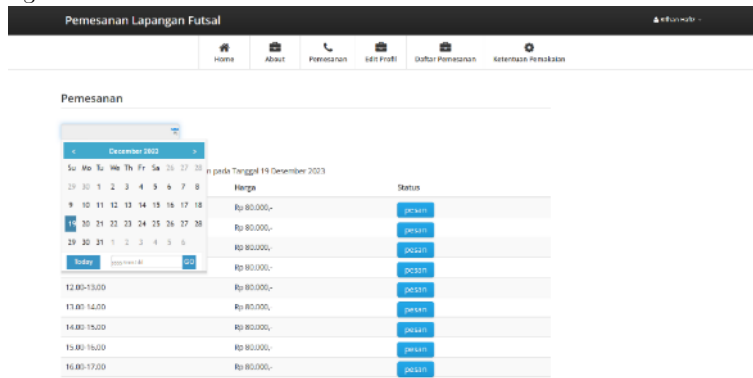 Pemesanan Lapangan Futsal
Home About Pemesanan Edit Profil Daftar Pemesanan Ketentuan Pemakaian
Pemesanan
« December 2023 »
Su Mo Tu We Th Fr Sa 26 27 28
29 30 1 2 3 4 5 6 7 8
9 10 11 12 13 14 15 16 17 18
19 20 21 22 23 24 25 26 27 28
29 30 31 1 2 3 4 5 6
Today GO
pada Tanggal 19 Desember 2023
Harga Status
Rp 80.000,- pesan
Rp 80.000,- pesan
Rp 80.000,- pesan
Rp 80.000,- pesan
12.00-13.00 Rp 80.000,- pesan
13.00-14.00 Rp 80.000,- pesan
14.00-15.00 Rp 80.000,- pesan
15.00-16.00 Rp 80.000,- pesan
16.00-17.00 Rp 80.000,- pesan